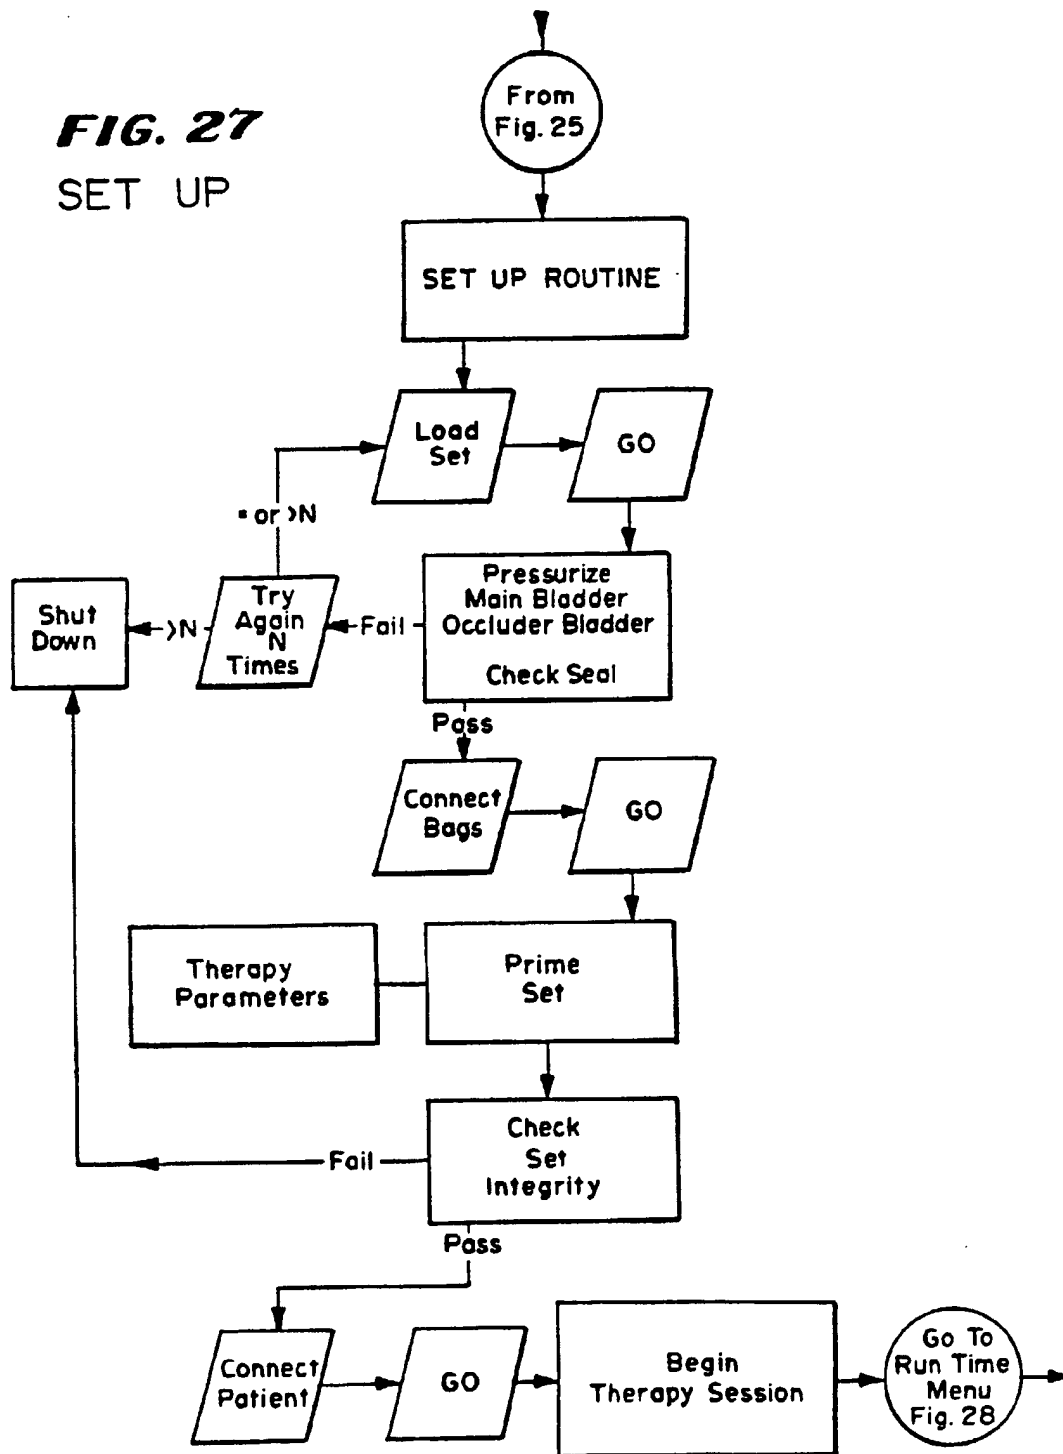 FIG. 27
SET UP
From
Fig. 25
SET UP ROUTINE
Load
Set
GO
= or >N
Pressurize
Main Bladder
Occluder Bladder
Check Seal
Fail
Try
Again
N
Times
>N
Shut
Down
Pass
Connect
Bags
GO
Therapy
Parameters
Prime
Set
Check
Set
Integrity
Fail
Pass
Connect
Patient
GO
Begin
Therapy Session
Go To
Run Time
Menu
Fig. 28